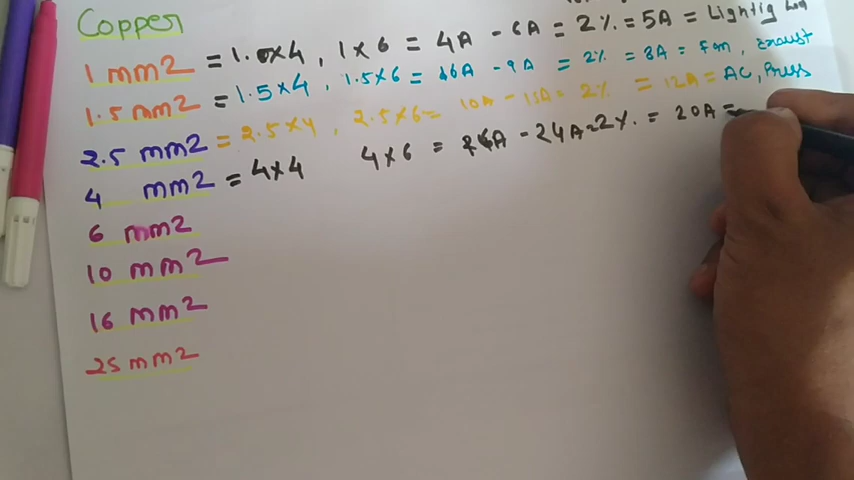 Copper
1 mm2 = 1.0×4, 1×6 = 4A - 6A = 2%. = 5A = Lightig
1.5 mm2 = 1.5×4, 1.5×6 = 6A - 9A = 2% = 8A = Fan, Exaust
2.5 mm2 = 2.5×4, 2.5×6 = 10A - 15A = 2% = 12A = AC, Press
4 mm2 = 4×4 4×6 = 16A - 24A = 2%. = 20A =
6 mm2
10 mm2
16 mm2
25 mm2